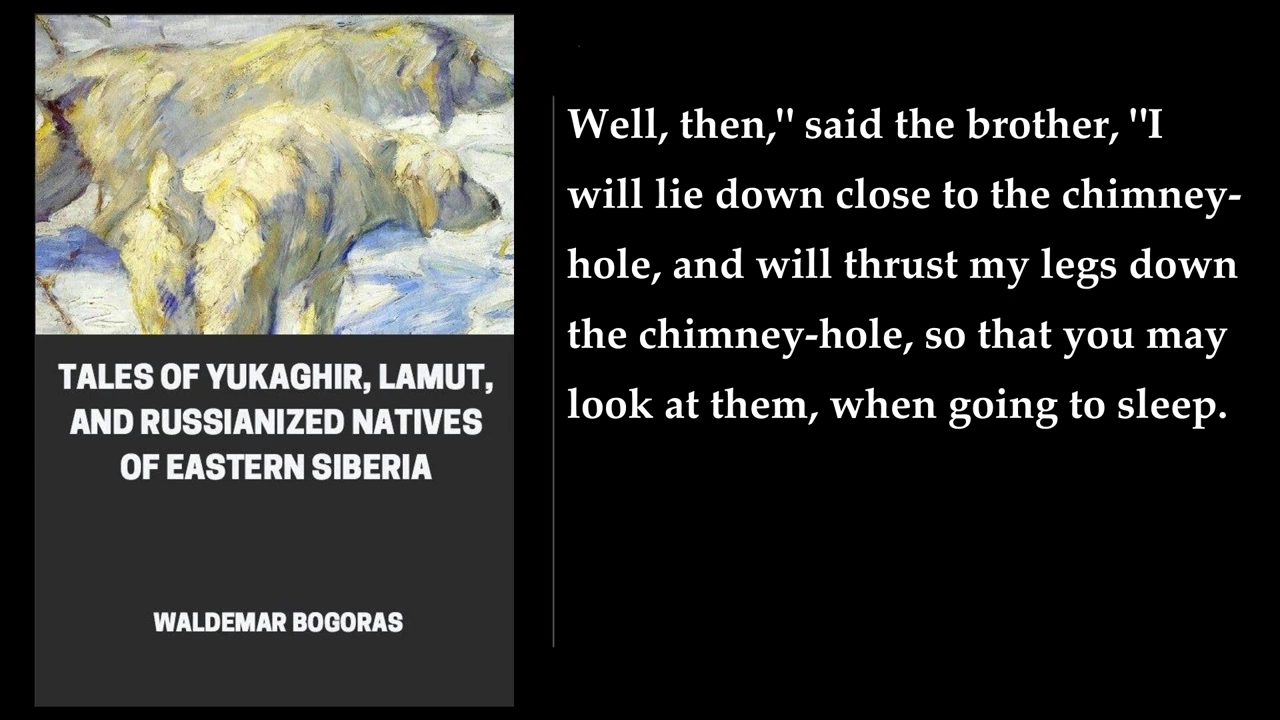 TALES OF YUKAGHIR, LAMUT,
AND RUSSIANIZED NATIVES
OF EASTERN SIBERIA
WALDEMAR BOGORAS
Well, then," said the brother, "I
will lie down close to the chimney-
hole, and will thrust my legs down
the chimney-hole, so that you may
look at them, when going to sleep.